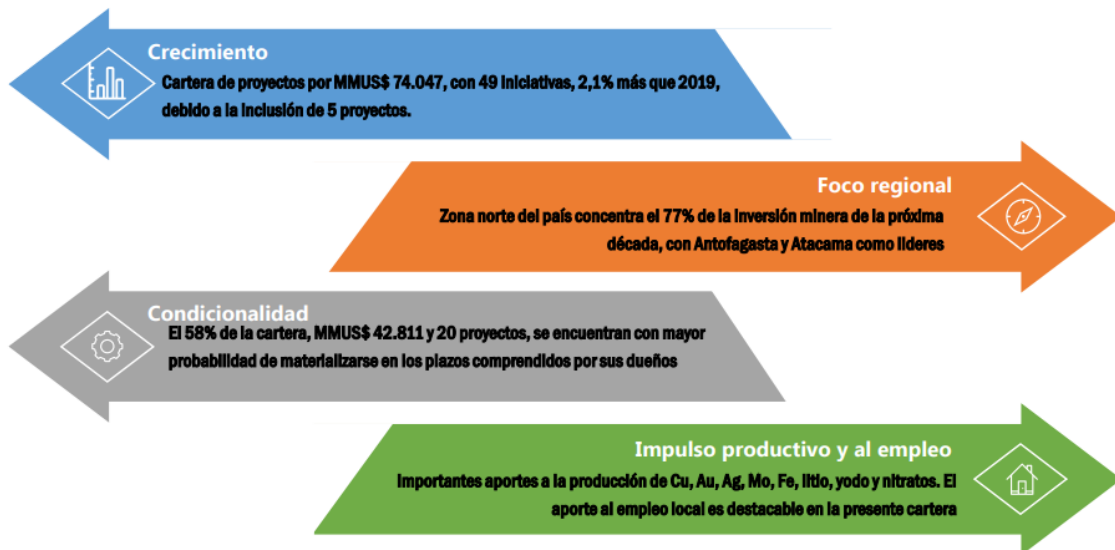 Crecimiento
Cartera de proyectos por MMUS$ 74.047, con 49 iniciativas, 2,1% más que 2019,
debido a la inclusión de 5 proyectos.
Foco regional
Zona norte del país concentra el 77% de la inversión minera de la próxima
década, con Antofagasta y Atacama como líderes
Condicionalidad
El 58% de la cartera, MMUS$ 42.811 y 20 proyectos, se encuentran con mayor
probabilidad de materializarse en los plazos comprendidos por sus dueños
Impulso productivo y al empleo
Importantes aportes a la producción de Cu, Au, Ag, Mo, Fe, litio, yodo y nitratos. El
aporte al empleo local es destacable en la presente cartera